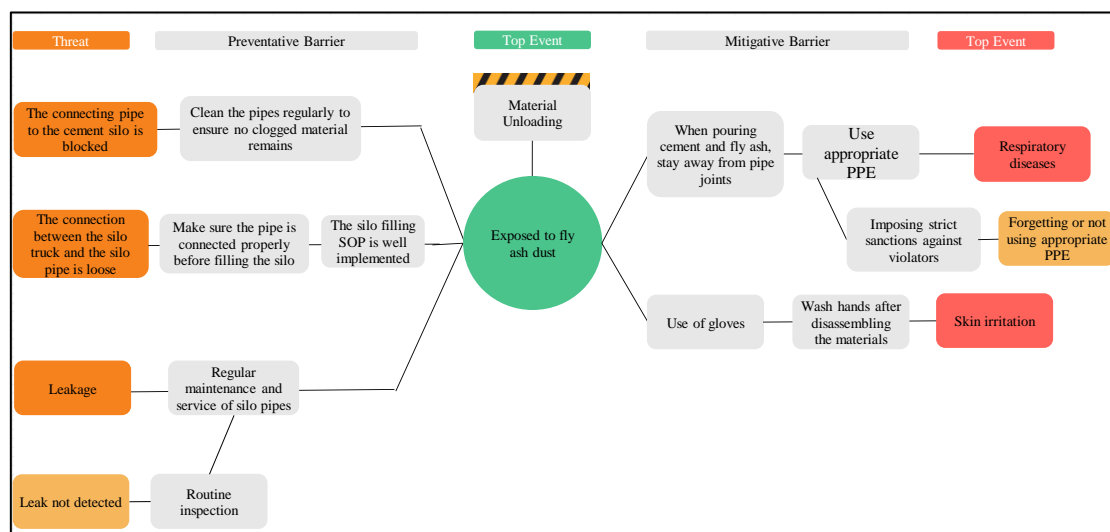 Threat
Preventative Barrier
Top Event
Mitigative Barrier
Top Event
The connecting pipe
to the cement silo is
blocked
Clean the pipes regularly to
ensure no clogged material
remains
Material
Unloading
When pouring
cement and fly ash,
stay away from pipe
joints
Use
appropriate
PPE
Respiratory
diseases
The connection
between the silo
truck and the silo
pipe is loose
Make sure the pipe is
connected properly
before filling the silo
The silo filling
SOP is well
implemented
Exposed to fly
ash dust
Imposing strict
sanctions against
violators
Forgetting or not
using appropriate
PPE
Use of gloves
Wash hands after
disassembling
the materials
Skin irritation
Leakage
Regular
maintenance and
service of silo pipes
Leak not detected
Routine
inspection